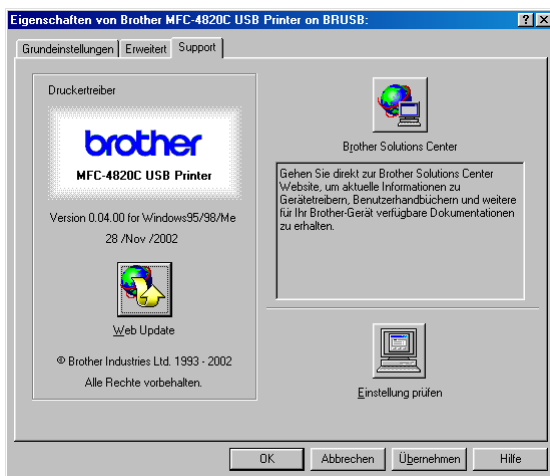 Eigenschaften von Brother MFC-4820C USB Printer on BRUSB:
Grundeinstellungen Erweitert Support
Druckertreiber
brother
MFC-4820C USB Printer
Version 0.04.00 for Windows95/98/Me
28 /Nov /2002
Web Update
© Brother Industries Ltd. 1993 - 2002
Alle Rechte vorbehalten.
Brother Solutions Center
Gehen Sie direkt zur Brother Solutions Center
Website, um aktuelle Informationen zu
Gerätetreibern, Benutzerhandbüchern und weitere
für Ihr Brother-Gerät verfügbare Dokumentationen
zu erhalten.
Einstellung prüfen
OK Abbrechen Übernehmen Hilfe